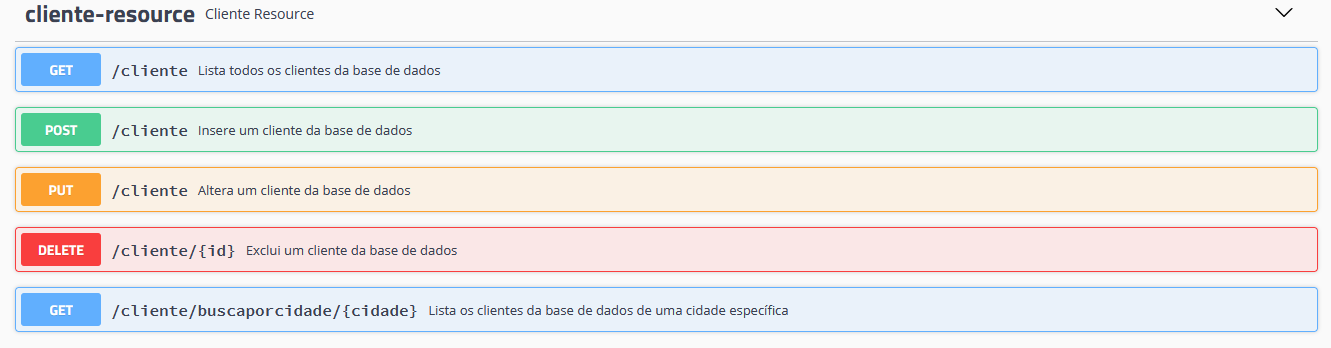 cliente-resource Cliente Resource
GET /cliente Lista todos os clientes da base de dados
POST /cliente Insere um cliente da base de dados
PUT /cliente Altera um cliente da base de dados
DELETE /cliente/{id} Exclui um cliente da base de dados
GET /cliente/buscaporcidade/{cidade} Lista os clientes da base de dados de uma cidade específica